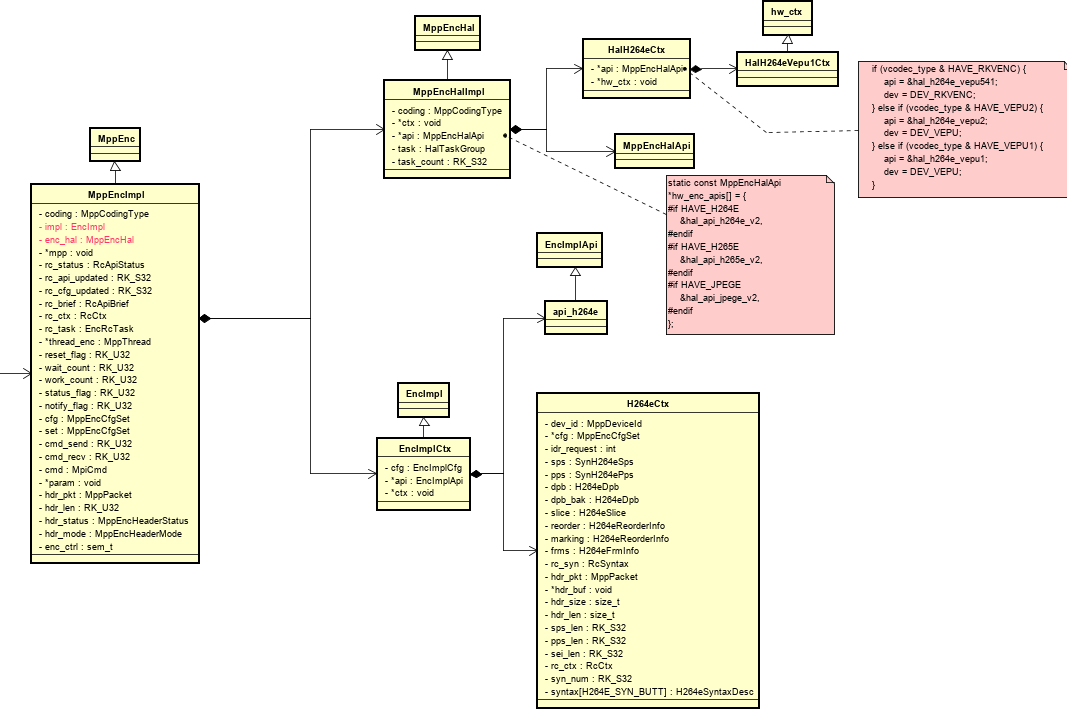 MppEnc
MppEncImpl
- coding : MppCodingType
- impl : EncImpl
- enc_hal : MppEncHal
- *mpp : void
- rc_status : RcApiStatus
- rc_api_updated : RK_S32
- rc_cfg_updated : RK_S32
- rc_brief : RcApiBrief
- rc_ctx : RcCtx
- rc_task : EncRcTask
- *thread_enc : MppThread
- reset_flag : RK_U32
- wait_count : RK_U32
- work_count : RK_U32
- status_flag : RK_U32
- notify_flag : RK_U32
- cfg : MppEncCfgSet
- set : MppEncCfgSet
- cmd_send : RK_U32
- cmd_recv : RK_U32
- cmd : MpiCmd
- *param : void
- hdr_pkt : MppPacket
- hdr_len : RK_U32
- hdr_status : MppEncHeaderStatus
- hdr_mode : MppEncHeaderMode
- enc_ctrl : sem_t
MppEncHal
MppEncHalImpl
- coding : MppCodingType
- *ctx : void
- *api : MppEncHalApi
- task : HalTaskGroup
- task_count : RK_S32
HalH264eCtx
- *api : MppEncHalApi
- *hw_ctx : void
hw_ctx
HalH264eVepu1Ctx
MppEncHalApi
if (vcodec_type & HAVE_RKVENC) {
api = &hal_h264e_vepu541;
dev = DEV_RKVENC;
} else if (vcodec_type & HAVE_VEPU2) {
api = &hal_h264e_vepu2;
dev = DEV_VEPU;
} else if (vcodec_type & HAVE_VEPU1) {
api = &hal_h264e_vepu1;
dev = DEV_VEPU;
}
static const MppEncHalApi
*hw_enc_apis[] = {
#if HAVE_H264E
&hal_api_h264e_v2,
#endif
#if HAVE_H265E
&hal_api_h265e_v2,
#endif
#if HAVE_JPEGE
&hal_api_jpege_v2,
#endif
};
EncImplApi
api_h264e
EncImpl
EncImplCtx
- cfg : EncImplCfg
- *api : EncImplApi
- *ctx : void
H264eCtx
- dev_id : MppDeviceId
- *cfg : MppEncCfgSet
- idr_request : int
- sps : SynH264eSps
- pps : SynH264ePps
- dpb : H264eDpb
- dpb_bak : H264eDpb
- slice : H264eSlice
- reorder : H264eReorderInfo
- marking : H264eReorderInfo
- frms : H264eFrmInfo
- rc_syn : RcSyntax
- hdr_pkt : MppPacket
- *hdr_buf : void
- hdr_size : size_t
- hdr_len : size_t
- sps_len : RK_S32
- pps_len : RK_S32
- sei_len : RK_S32
- rc_ctx : RcCtx
- syn_num : RK_S32
- syntax[H264E_SYN_BUTT] : H264eSyntaxDesc